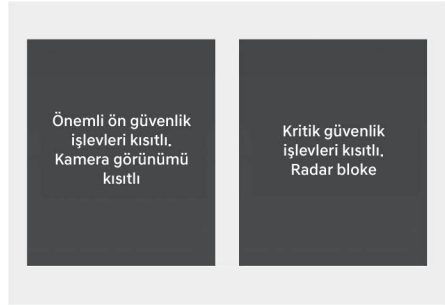 Önemli ön güvenlik
işlevleri kısıtlı.
Kamera görünümü
kısıtlı
Kritik güvenlik
işlevleri kısıtlı.
Radar bloke